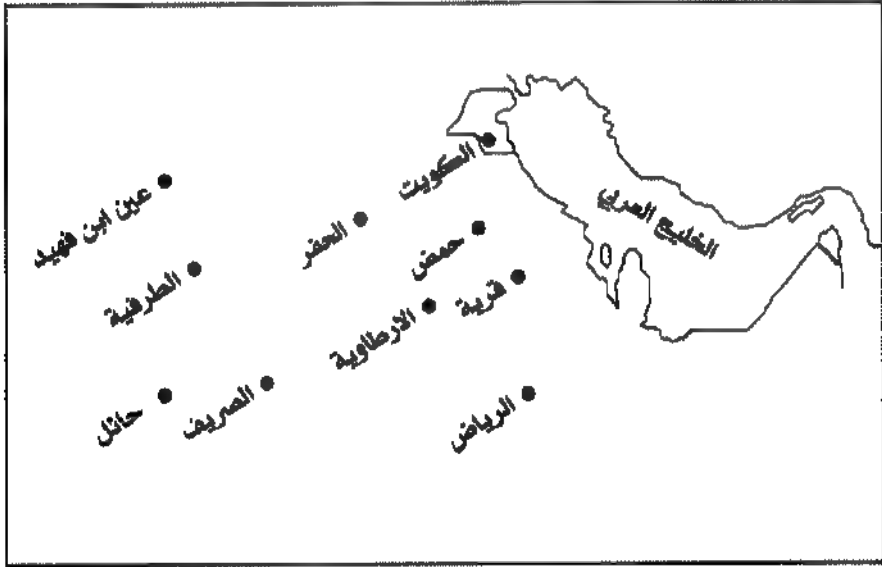 الكويت
عين ابن فهيد
الخليج العربي
الحفر
حمض
الطرفية
قرية
الارطاوية
حائل
الصريف
الرياض